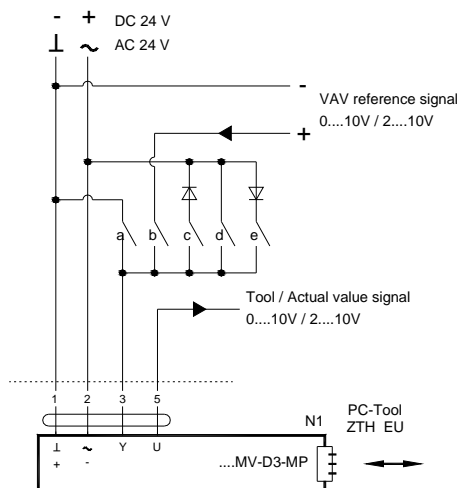 - + DC 24 V
⊥ ~ AC 24 V
-
VAV reference signal
+
0....10V / 2....10V
a b c d e
Tool / Actual value signal
0....10V / 2....10V
1 2 3 5
N1
PC-Tool
ZTH EU
⊥ ~ Y U
+ -
....MV-D3-MP